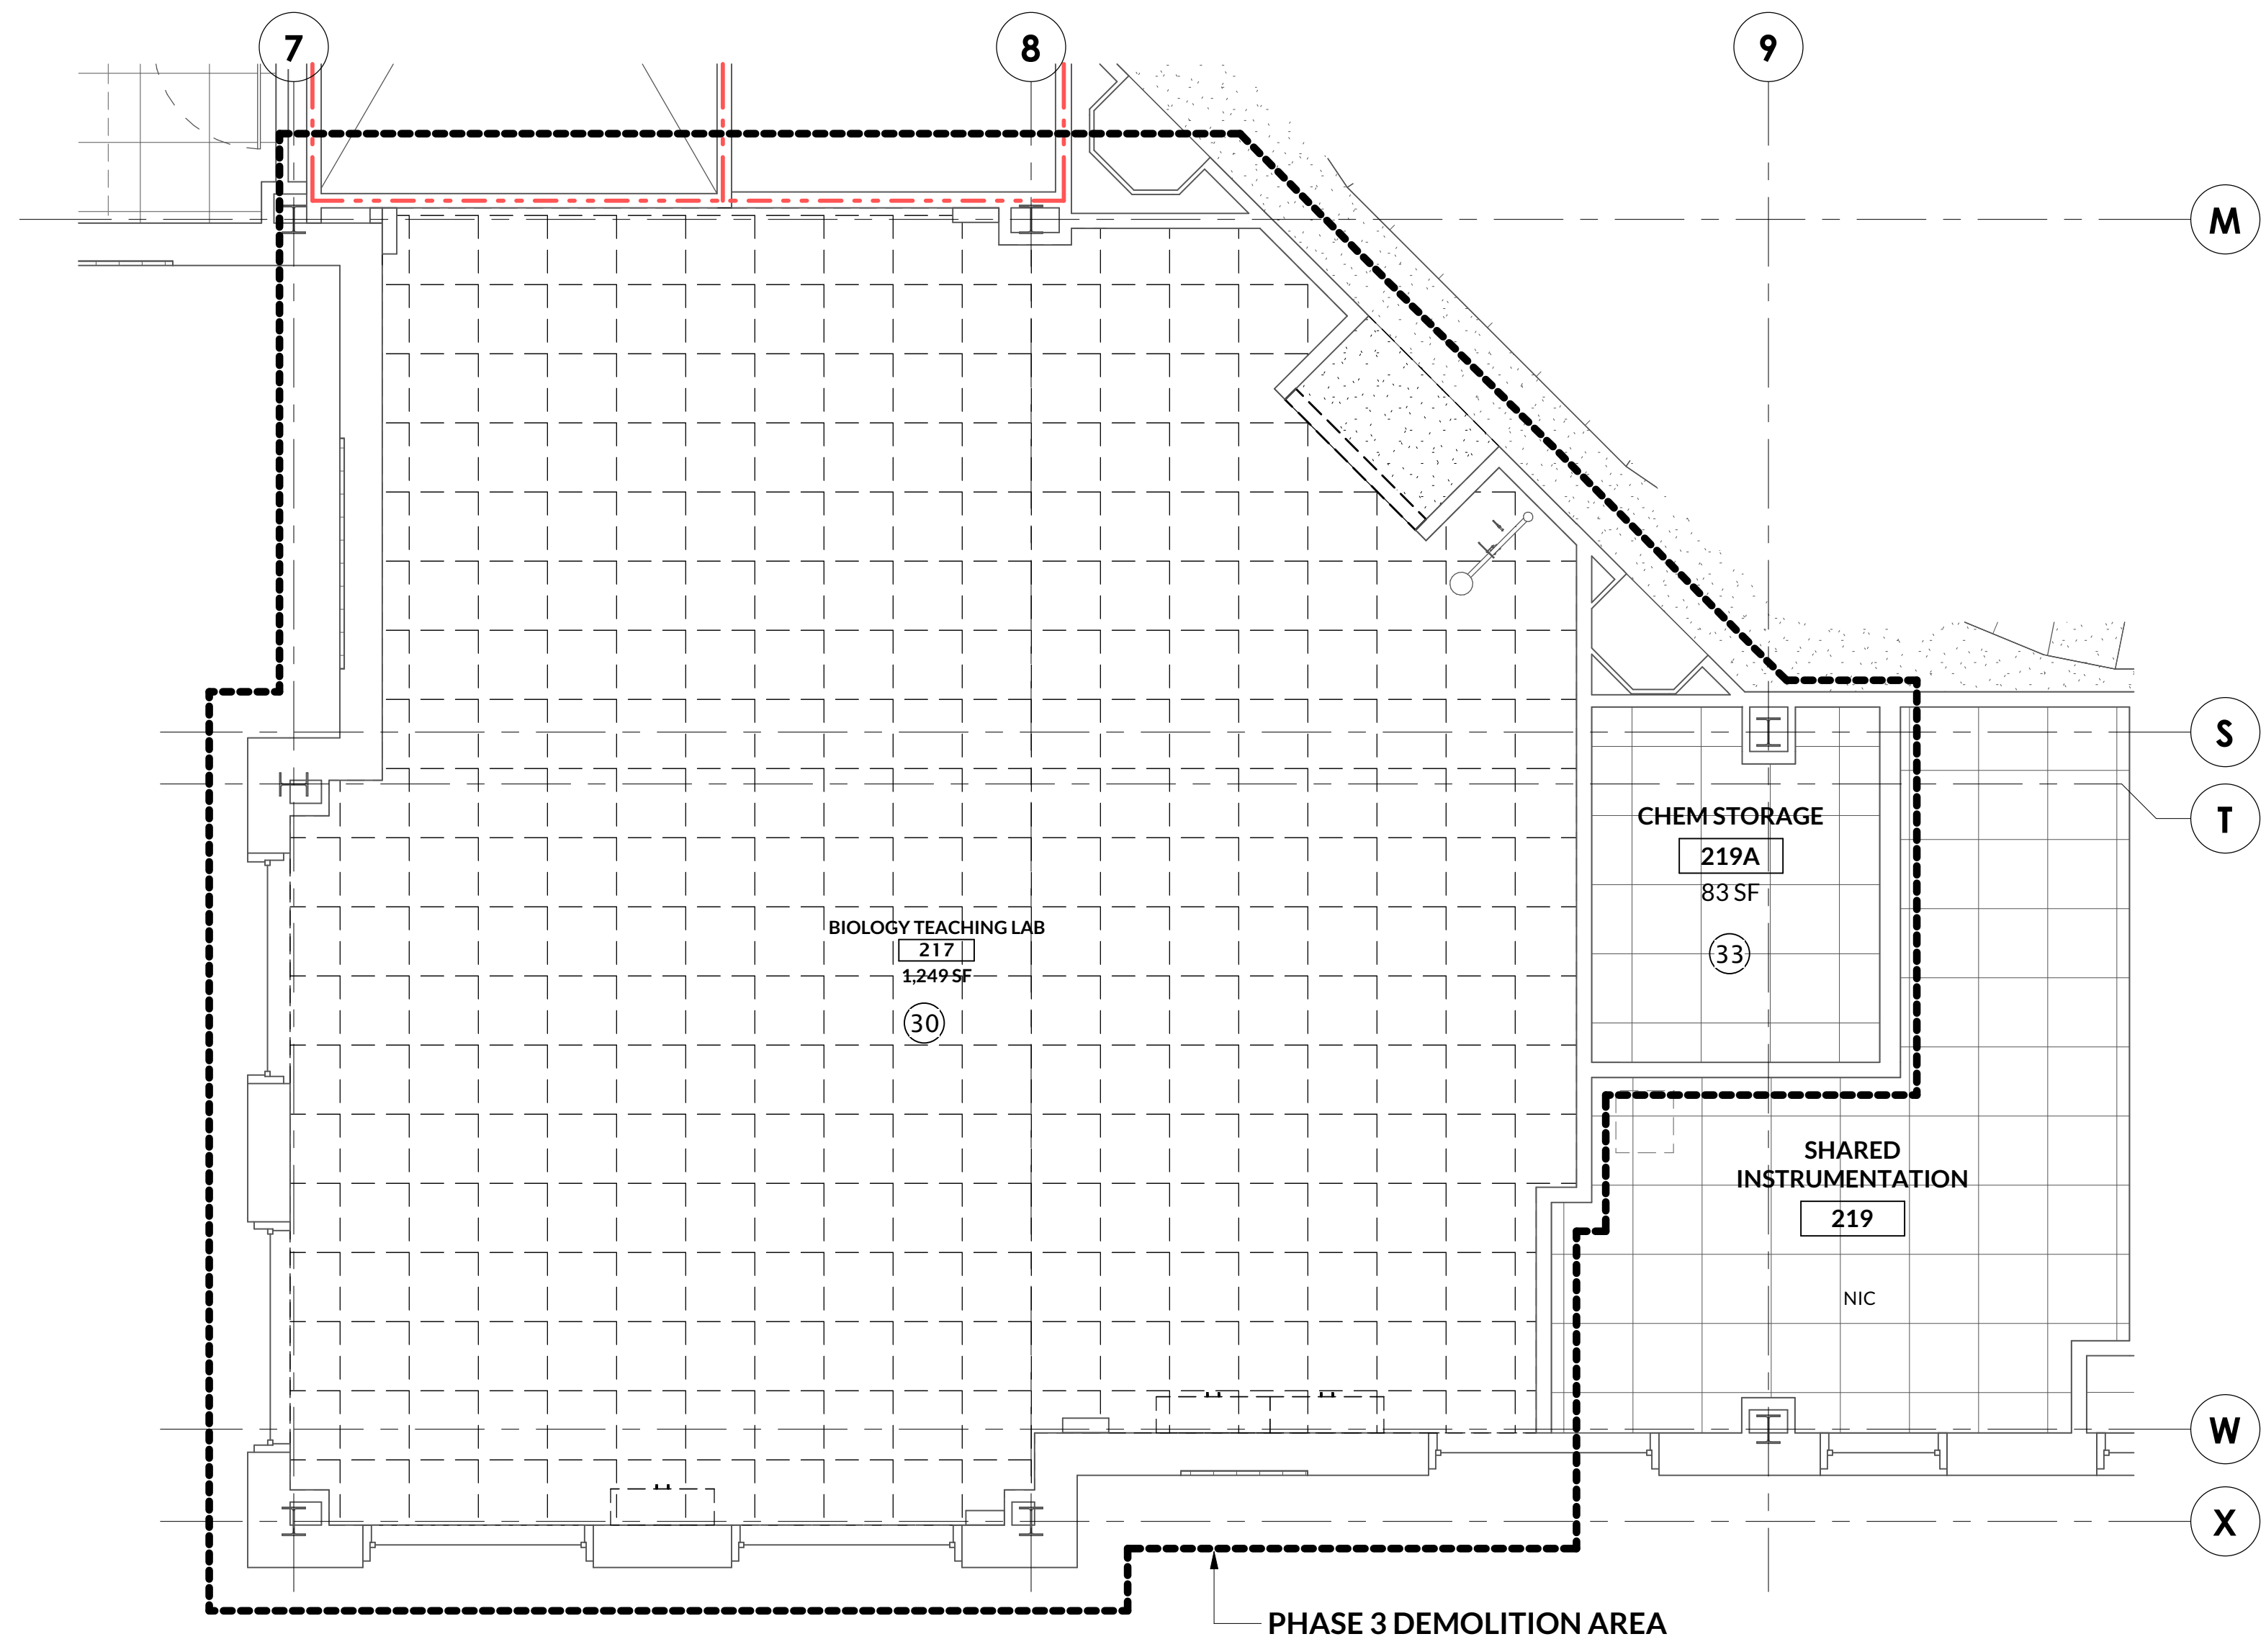 7
8
9
M
S
T
CHEM STORAGE
219A
83 SF
33
BIOLOGY TEACHING LAB
217
1,249 SF
30
SHARED
INSTRUMENTATION
219
NIC
W
X
PHASE 3 DEMOLITION AREA